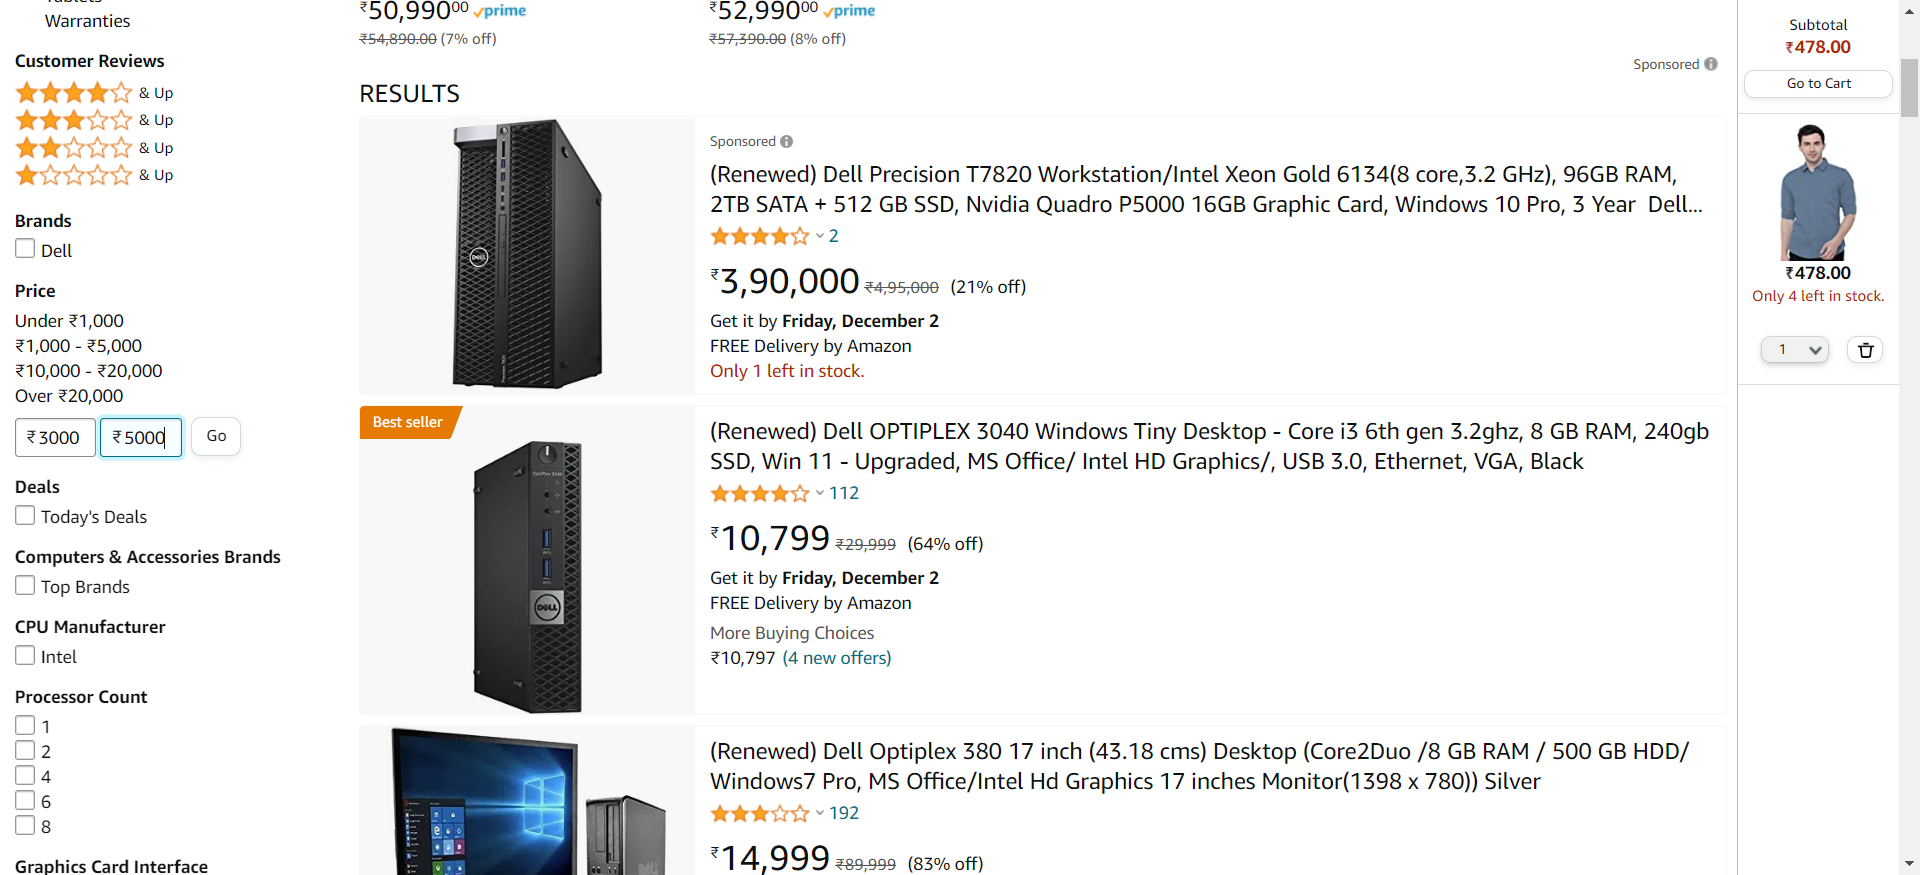 Warranties
Customer Reviews
& Up
& Up
& Up
& Up
Brands
Dell
Price
Under ₹1,000
₹1,000 - ₹5,000
₹10,000 - ₹20,000
Over ₹20,000
₹3000 ₹5000 Go
Deals
Today's Deals
Computers & Accessories Brands
Top Brands
CPU Manufacturer
Intel
Processor Count
1
2
4
6
8
Graphics Card Interface
₹50,990⁰⁰ prime
₹54,890.00 (7% off)
₹52,990⁰⁰ prime
₹57,390.00 (8% off)
Sponsored
RESULTS
Sponsored
(Renewed) Dell Precision T7820 Workstation/Intel Xeon Gold 6134(8 core,3.2 GHz), 96GB RAM,
2TB SATA + 512 GB SSD, Nvidia Quadro P5000 16GB Graphic Card, Windows 10 Pro, 3 Year Dell...
2
₹3,90,000 ₹4,95,000 (21% off)
Get it by Friday, December 2
FREE Delivery by Amazon
Only 1 left in stock.
Best seller
DELL
(Renewed) Dell OPTIPLEX 3040 Windows Tiny Desktop - Core i3 6th gen 3.2ghz, 8 GB RAM, 240gb
SSD, Win 11 - Upgraded, MS Office/ Intel HD Graphics/, USB 3.0, Ethernet, VGA, Black
112
₹10,799 ₹29,999 (64% off)
Get it by Friday, December 2
FREE Delivery by Amazon
More Buying Choices
₹10,797 (4 new offers)
(Renewed) Dell Optiplex 380 17 inch (43.18 cms) Desktop (Core2Duo /8 GB RAM / 500 GB HDD/
Windows7 Pro, MS Office/Intel Hd Graphics 17 inches Monitor(1398 x 780)) Silver
192
₹14,999 ₹89,999 (83% off)
Subtotal
₹478.00
Go to Cart
₹478.00
Only 4 left in stock.
1